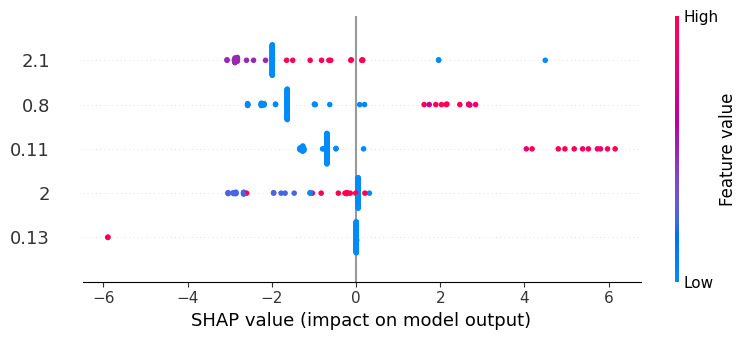 High
2.1
0.8
0.11
2
0.13
Feature value
Low
−6 −4 −2 0 2 4 6
SHAP value (impact on model output)